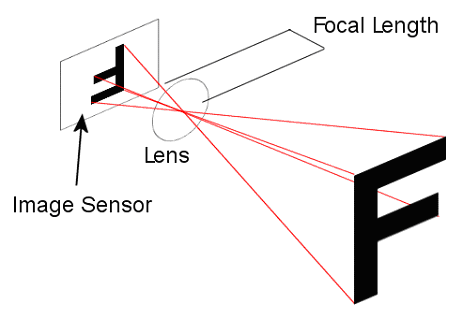 Focal Length
Lens
Image Sensor
F